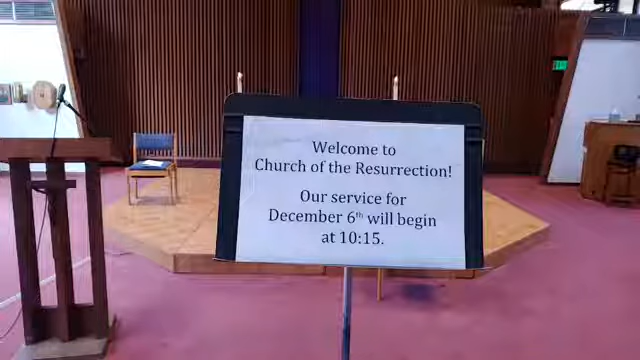 Welcome to
Church of the Resurrection!
Our service for
December 6th will begin
at 10:15.